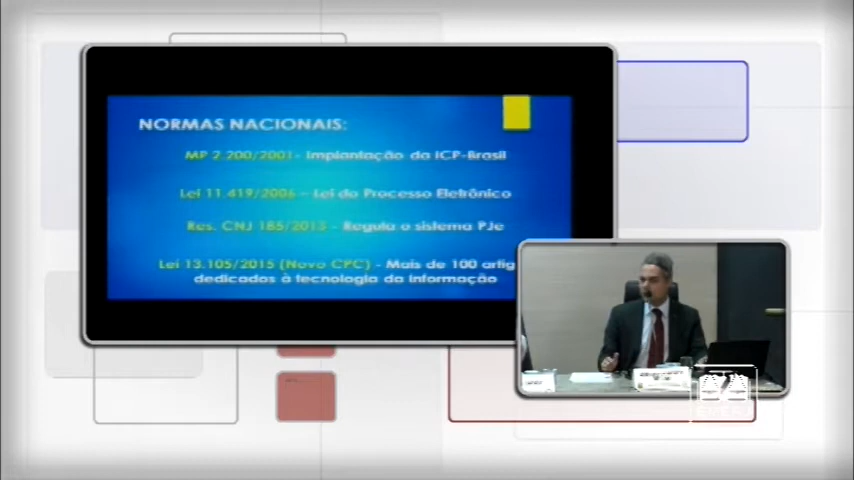 NORMAS NACIONAIS:
MP 2.200/2001- Implantação da ICP-Brasil
Lei 11.419/2006 – Lei do Processo Eletrônico
Res. CNJ 185/2013 - Regula o sistema PJe
Lei 13.105/2015 (Novo CPC) - Mais de 100 artig
dedicados à tecnologia da informação